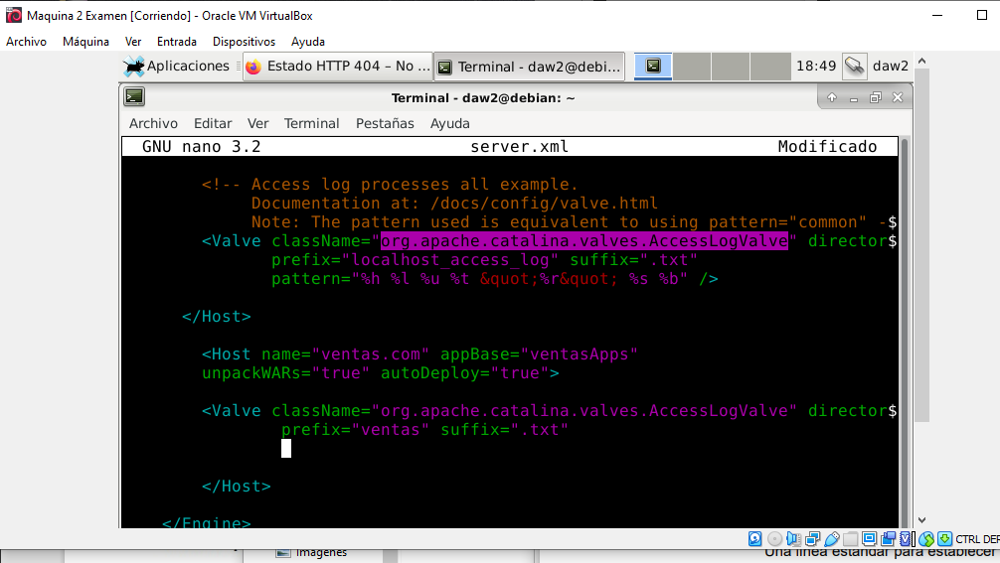 Maquina 2 Examen [Corriendo] - Oracle VM VirtualBox
Archivo Máquina Ver Entrada Dispositivos Ayuda
Aplicaciones Estado HTTP 404 – No ... Terminal - daw2@debi... 18:49 daw2
Terminal - daw2@debian: ~
Archivo Editar Ver Terminal Pestañas Ayuda
GNU nano 3.2 server.xml Modificado
<!-- Access log processes all example.
Documentation at: /docs/config/valve.html
Note: The pattern used is equivalent to using pattern="common" -$
<Valve className="org.apache.catalina.valves.AccessLogValve" director$
prefix="localhost_access_log" suffix=".txt"
pattern="%h %l %u %t &quot;%r&quot; %s %b" />
</Host>
<Host name="ventas.com" appBase="ventasApps"
unpackWARs="true" autoDeploy="true">
<Valve className="org.apache.catalina.valves.AccessLogValve" director$
prefix="ventas" suffix=".txt"
</Host>
</Engine>
CTRL DER
Imágenes
Una línea estándar para establecer